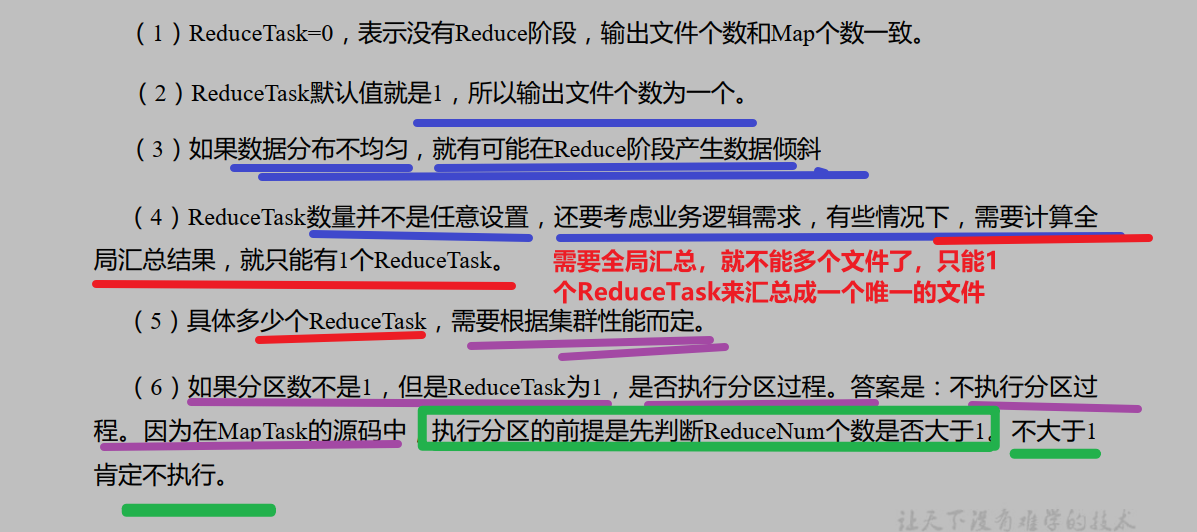 （1）ReduceTask=0，表示没有Reduce阶段，输出文件个数和Map个数一致。
（2）ReduceTask默认值就是1，所以输出文件个数为一个。
（3）如果数据分布不均匀，就有可能在Reduce阶段产生数据倾斜
（4）ReduceTask数量并不是任意设置，还要考虑业务逻辑需求，有些情况下，需要计算全
局汇总结果，就只能有1个ReduceTask。
需要全局汇总，就不能多个文件了，只能1
个ReduceTask来汇总成一个唯一的文件
（5）具体多少个ReduceTask，需要根据集群性能而定。
（6）如果分区数不是1，但是ReduceTask为1，是否执行分区过程。答案是：不执行分区过
程。因为在MapTask的源码中，执行分区的前提是先判断ReduceNum个数是否大于1。不大于1
肯定不执行。
让天下没有难学的技术